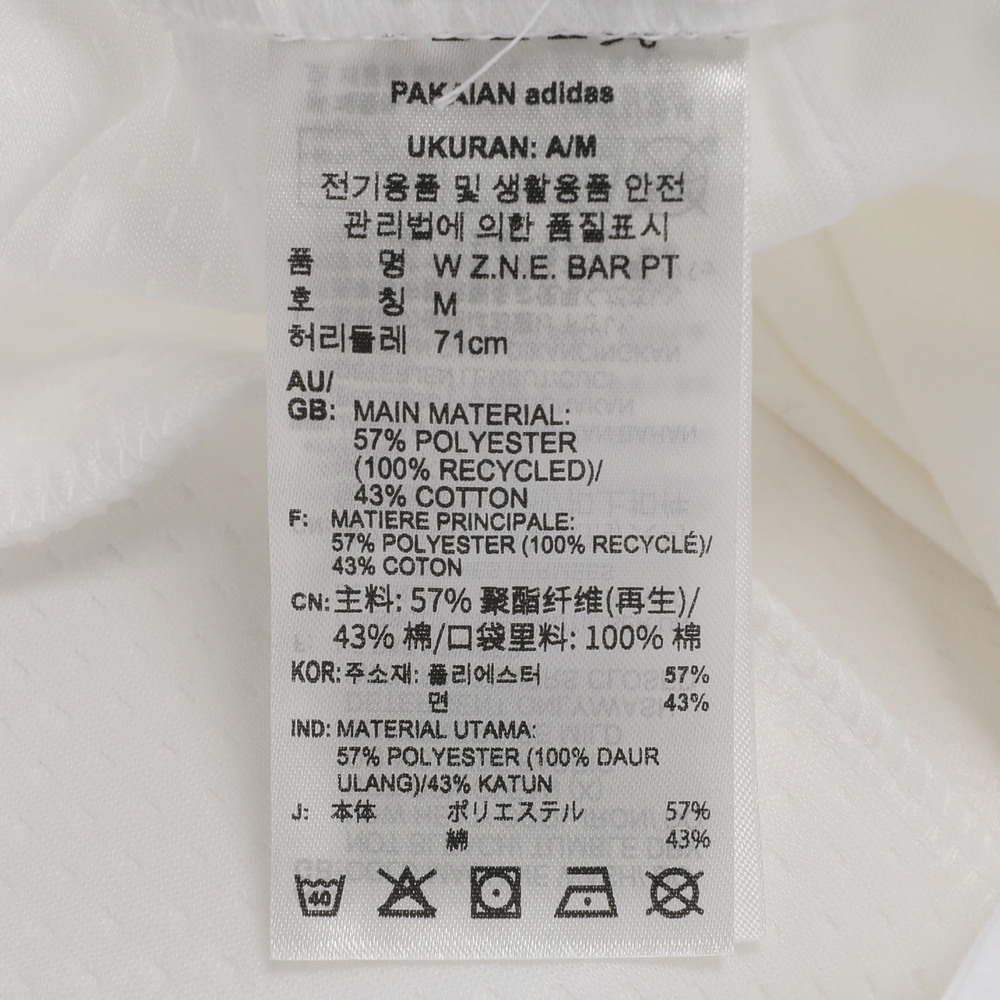 PAKAIAN adidas
UKURAN: A/M
전기용품 및 생활용품 안전
관리법에 의한 품질표시
품 명 W Z.N.E. BAR PT
호 칭 M
허리둘레 71cm
AU/
GB: MAIN MATERIAL:
57% POLYESTER
(100% RECYCLED)/
43% COTTON
F: MATIERE PRINCIPALE:
57% POLYESTER (100% RECYCLÉ)/
43% COTON
CN: 主料: 57% 聚酯纤维(再生)/
43% 棉/口袋里料: 100% 棉
KOR: 주소재: 폴리에스터 57%
면 43%
IND: MATERIAL UTAMA:
57% POLYESTER (100% DAUR
ULANG)/43% KATUN
J: 本体 ポリエステル 57%
綿 43%
40